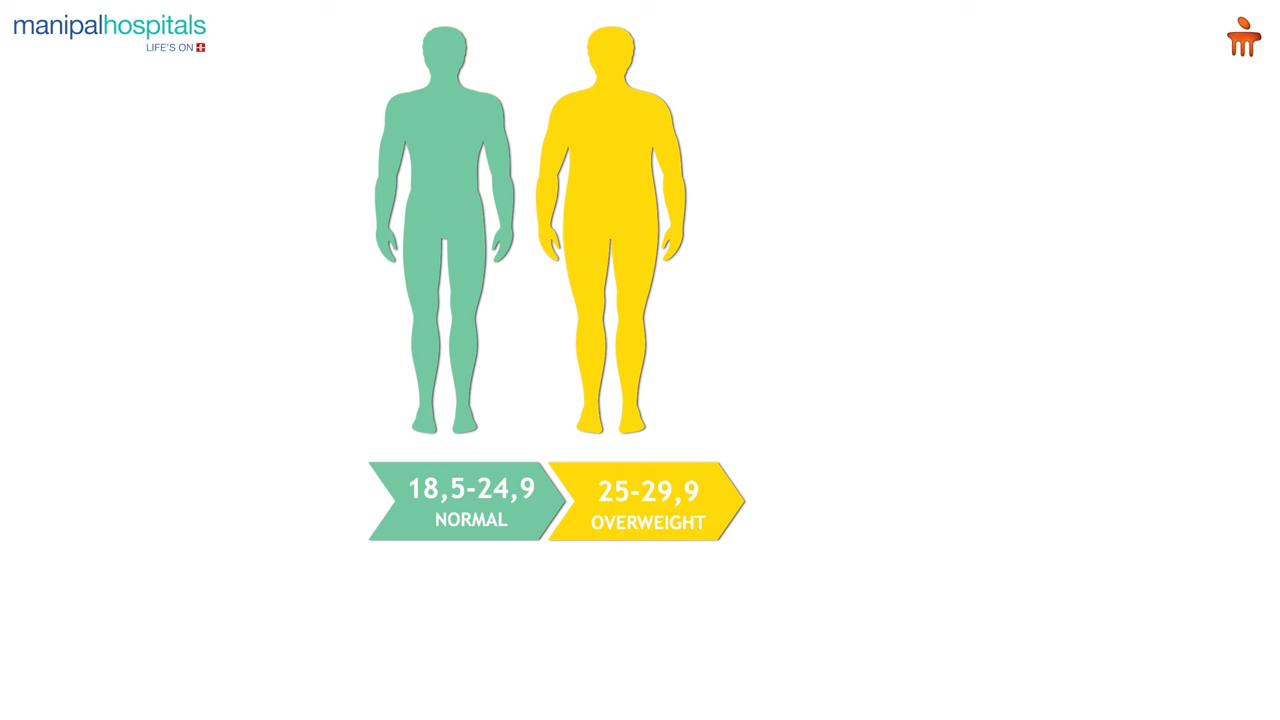 manipalhospitals
LIFE'S ON
18,5-24,9
NORMAL
25-29,9
OVERWEIGHT